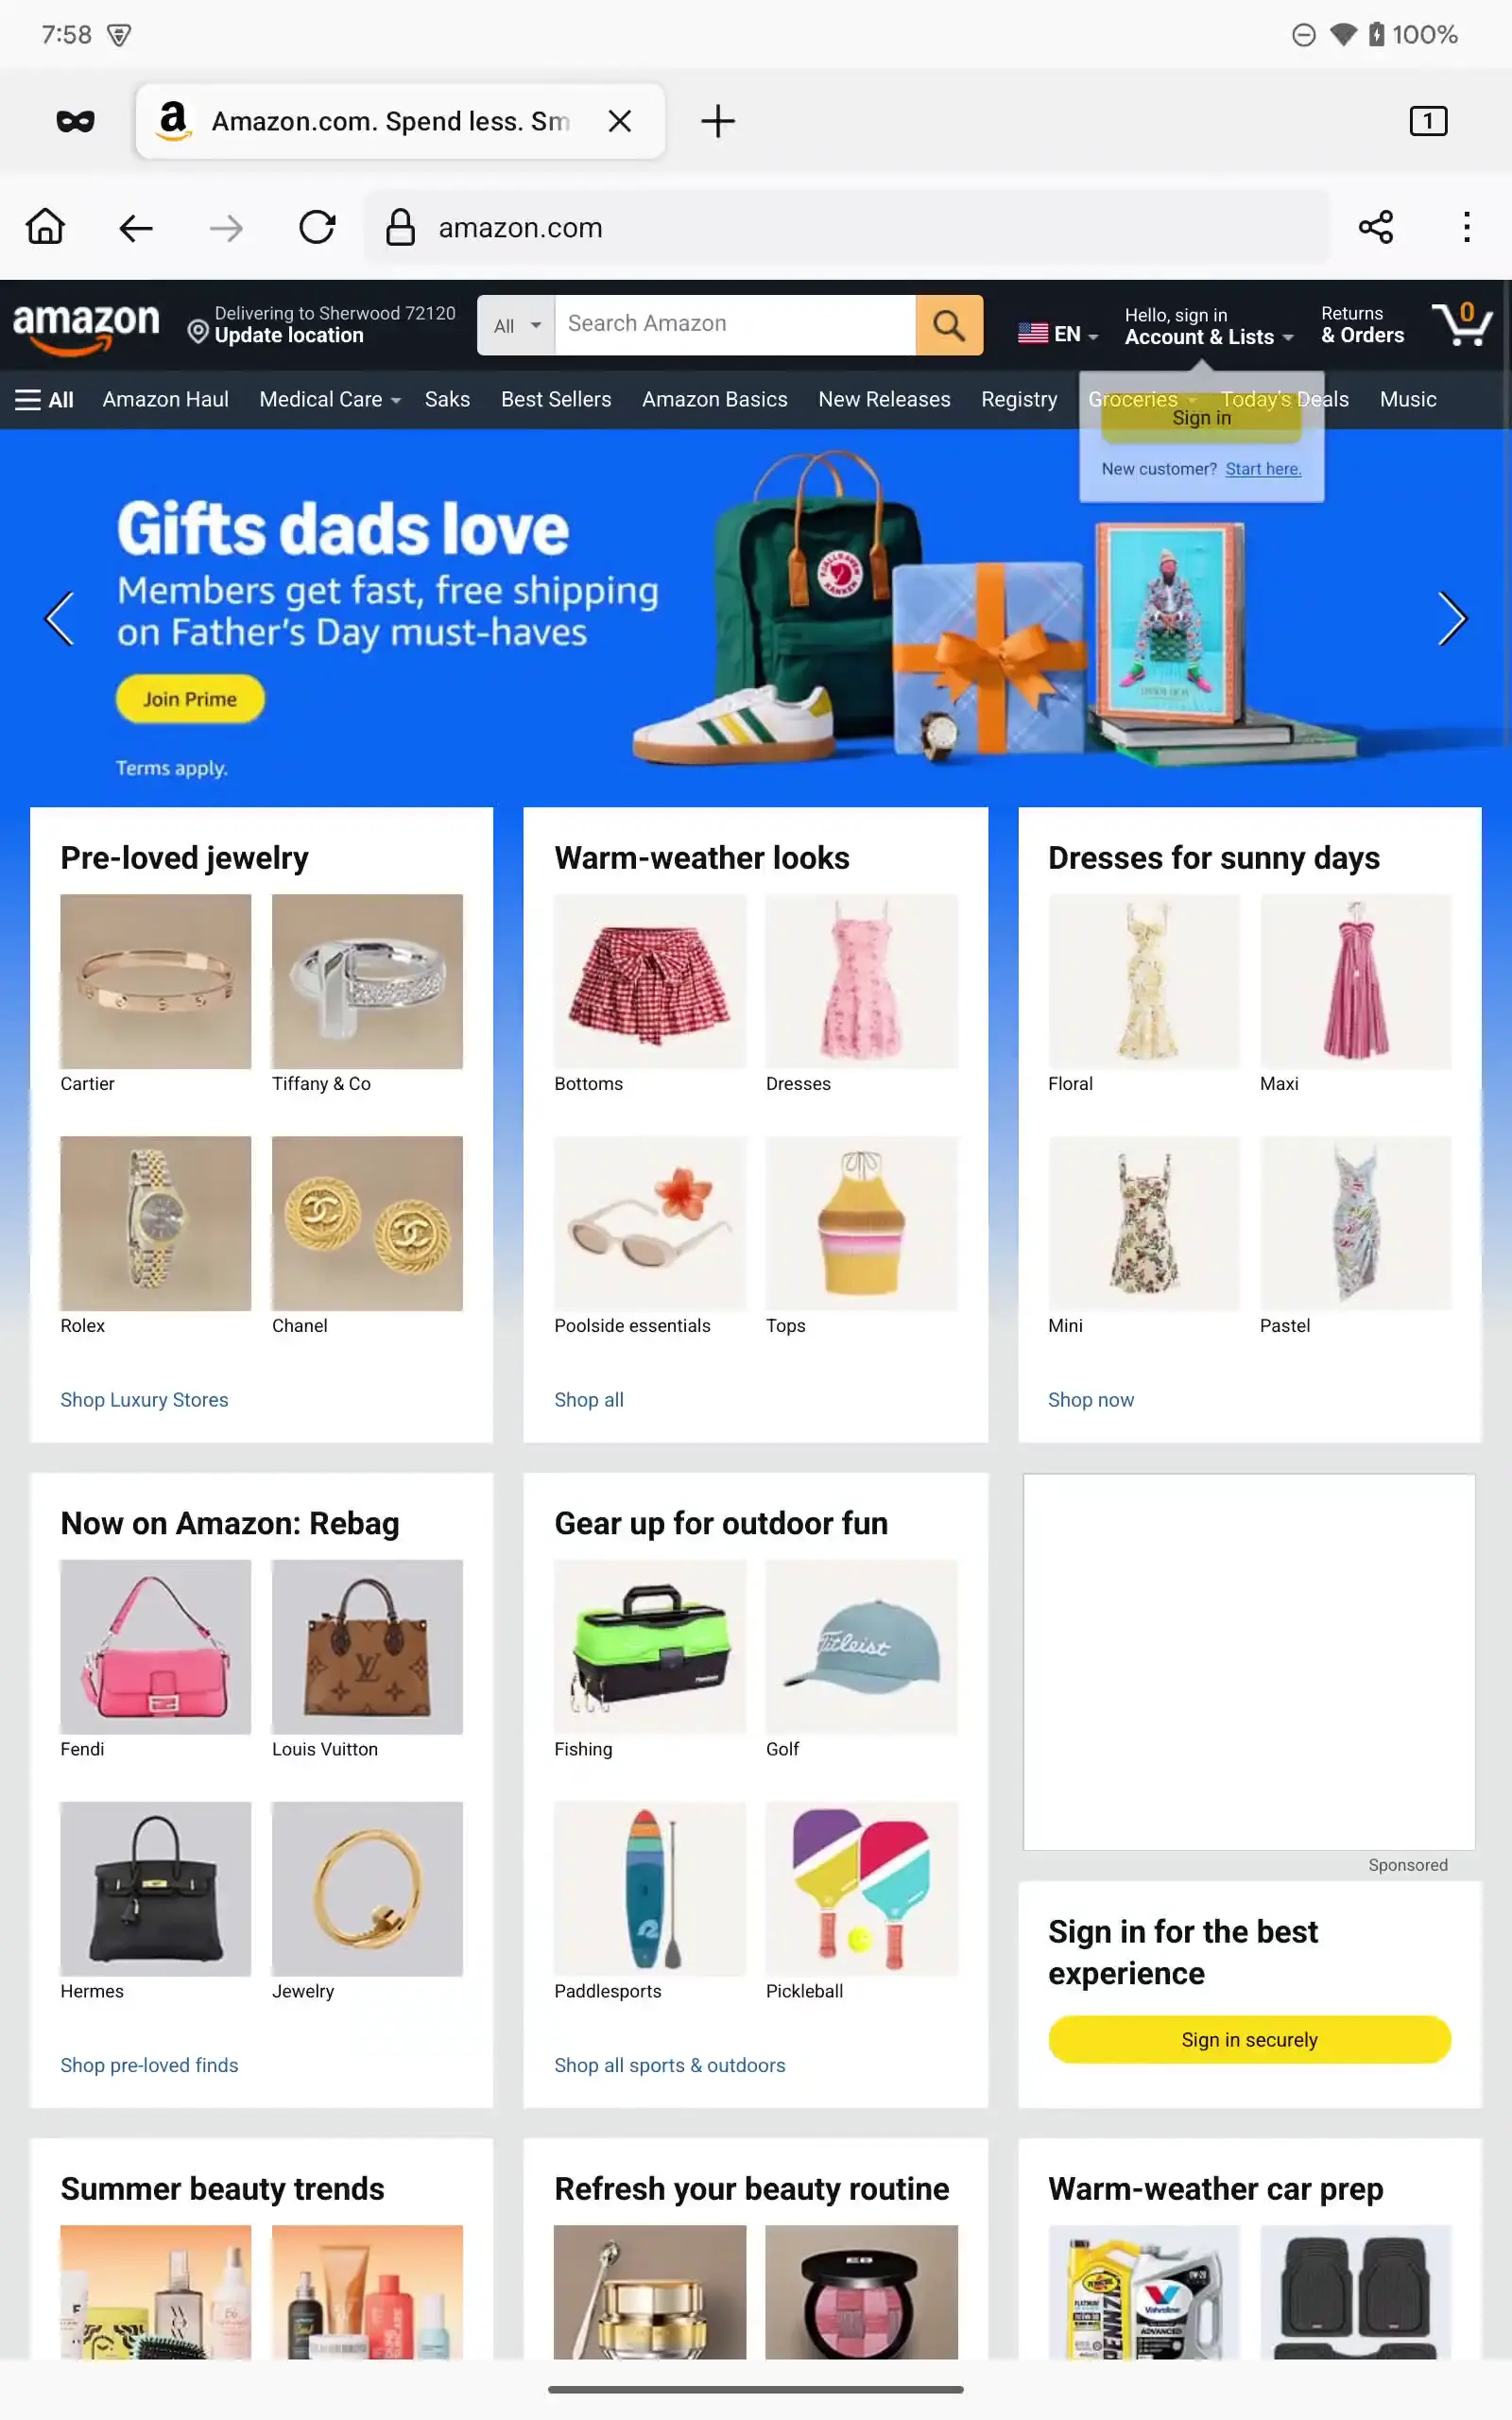 7:58
100%
Amazon.com. Spend less. Sm
1
amazon.com
amazon
Delivering to Sherwood 72120
Update location
All
Search Amazon
EN
Hello, sign in
Account & Lists
Returns
& Orders
0
All
Amazon Haul
Medical Care
Saks
Best Sellers
Amazon Basics
New Releases
Registry
Groceries
Today's Deals
Music
Sign in
New customer? Start here.
Gifts dads love
Members get fast, free shipping
on Father's Day must-haves
Join Prime
Terms apply.
Pre-loved jewelry
Cartier
Tiffany & Co
Rolex
Chanel
Shop Luxury Stores
Warm-weather looks
Bottoms
Dresses
Poolside essentials
Tops
Shop all
Dresses for sunny days
Floral
Maxi
Mini
Pastel
Shop now
Now on Amazon: Rebag
Fendi
Louis Vuitton
Hermes
Jewelry
Shop pre-loved finds
Gear up for outdoor fun
Titleist
Fishing
Golf
Paddlesports
Pickleball
Shop all sports & outdoors
Sponsored
Sign in for the best
experience
Sign in securely
Summer beauty trends
Refresh your beauty routine
Warm-weather car prep
Valvoline
ADVANCED